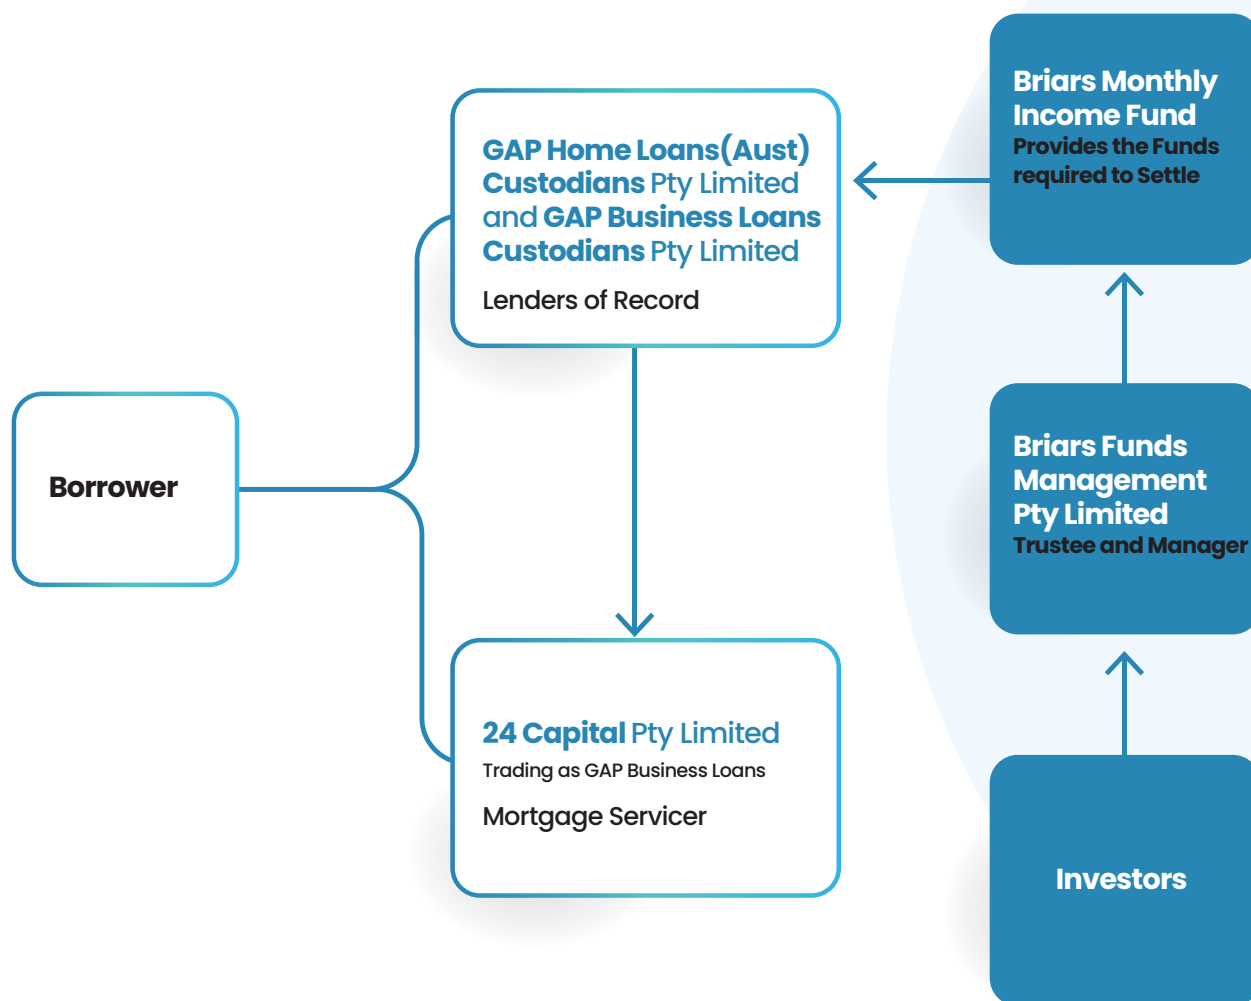 Borrower
GAP Home Loans(Aust)
Custodians Pty Limited
and GAP Business Loans
Custodians Pty Limited
Lenders of Record
24 Capital Pty Limited
Trading as GAP Business Loans
Mortgage Servicer
Briars Monthly
Income Fund
Provides the Funds
required to Settle
Briars Funds
Management
Pty Limited
Trustee and Manager
Investors